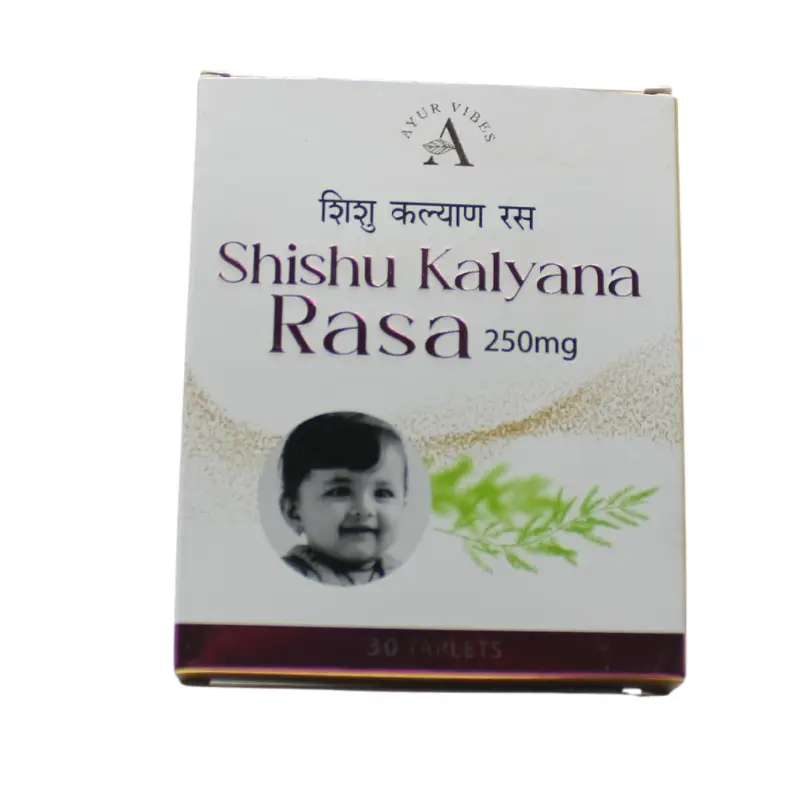 AYUR VIBES
A
शिशु कल्याण रस
Shishu Kalyana
Rasa 250mg
30 TABLETS